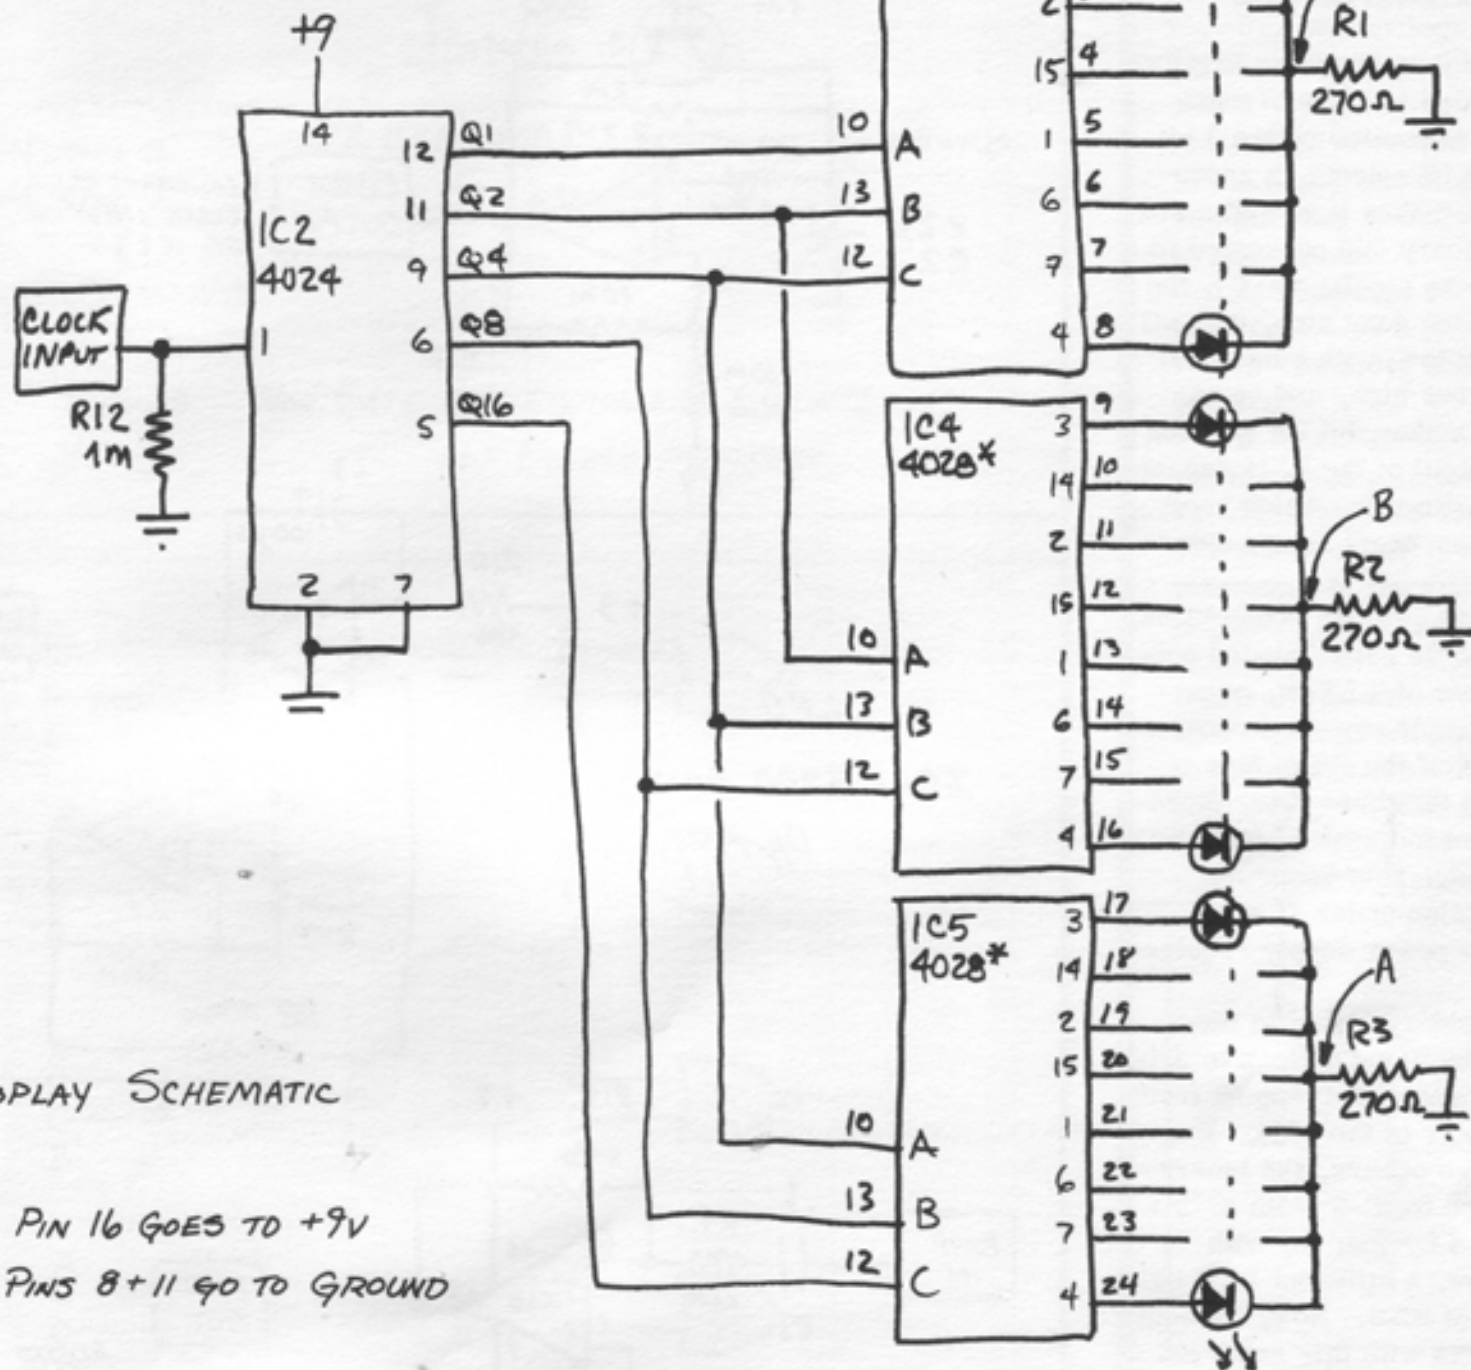 +9
14
12 Q1
11 Q2
9 Q4
6 Q8
5 Q16
IC2
4024
1
2 7
CLOCK
INPUT
R12
1M
10 A
13 B
12 C
2
15 4
1 5
6 6
7 7
4 8
R1
270Ω
IC4
4028*
10 A
13 B
12 C
3 9
14 10
2 11
15 12
1 13
6 14
7 15
4 16
B
R2
270Ω
IC5
4028*
10 A
13 B
12 C
3 17
14 18
2 19
15 20
1 21
6 22
7 23
4 24
A
R3
270Ω
SPLAY SCHEMATIC
PIN 16 GOES TO +9V
PINS 8+11 GO TO GROUND